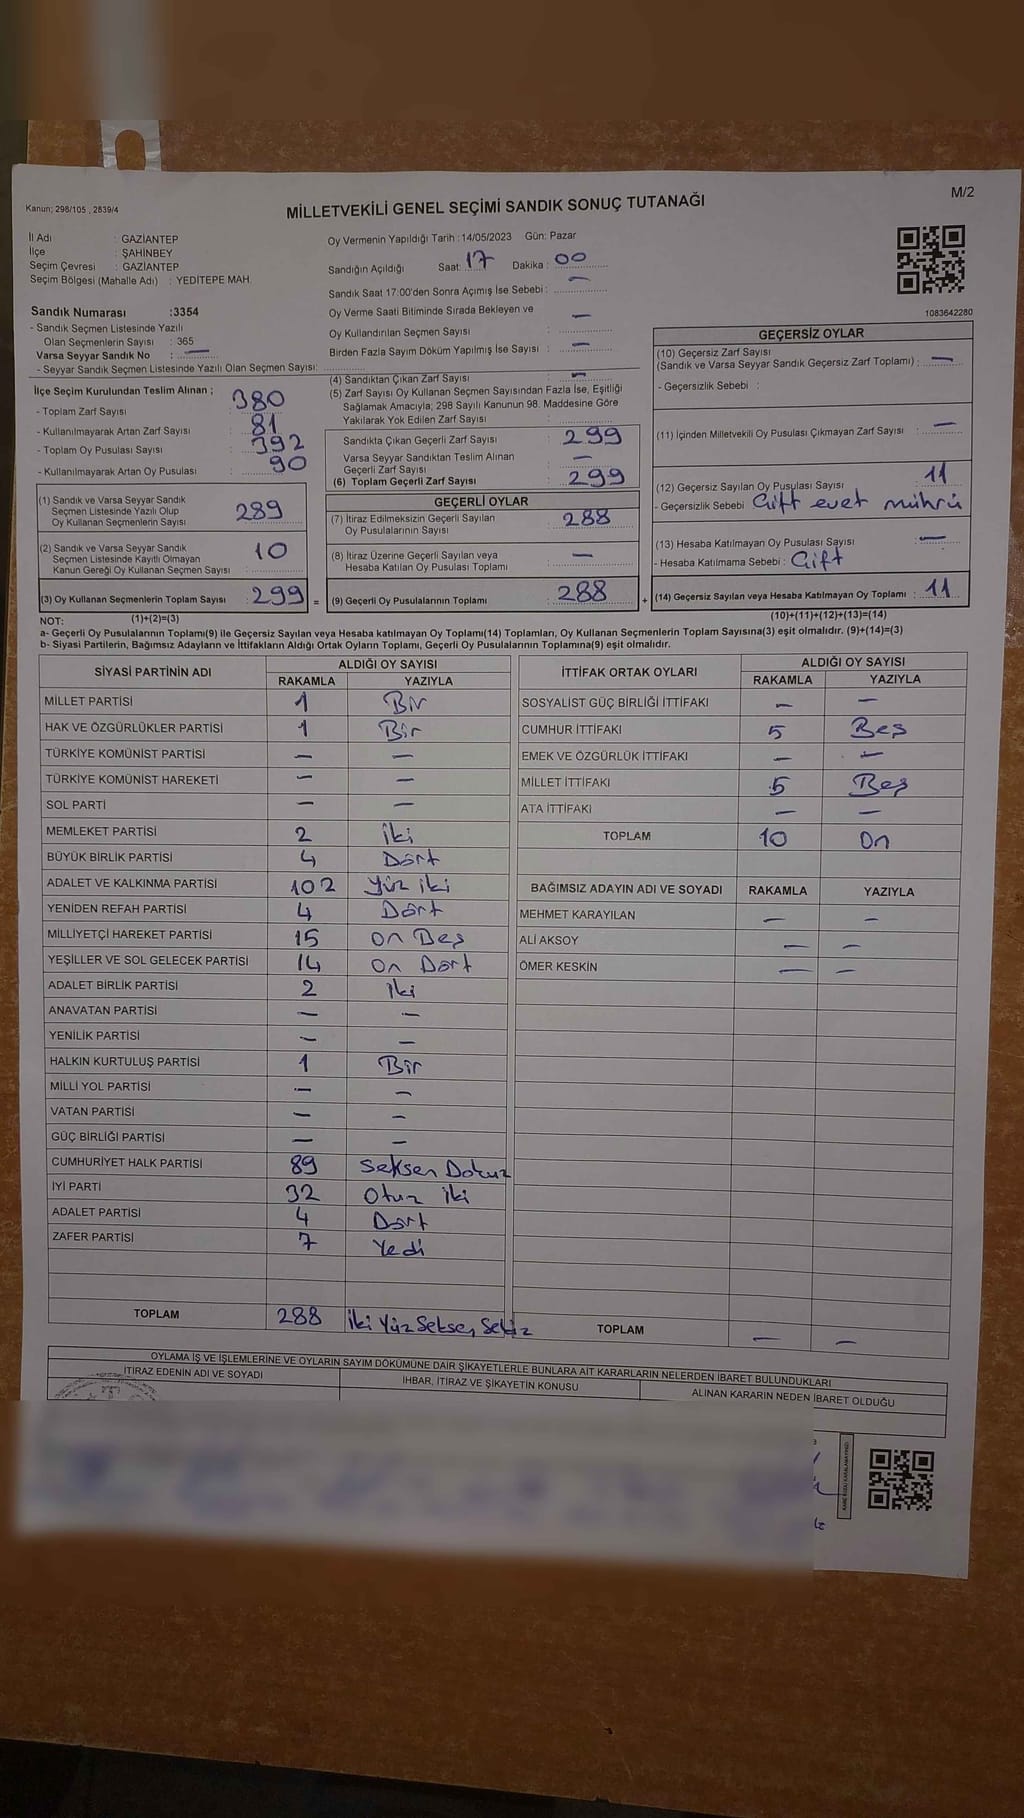 M/2
Kanun; 298/105 , 2839/4
MİLLETVEKİLİ GENEL SEÇİMİ SANDIK SONUÇ TUTANAĞI
İl Adı : GAZİANTEP
İlçe : ŞAHİNBEY
Seçim Çevresi : GAZİANTEP
Seçim Bölgesi (Mahalle Adı) : YEDİTEPE MAH.
Oy Vermenin Yapıldığı Tarih : 14/05/2023 Gün: Pazar
Sandığın Açıldığı Saat: 17 Dakika : 00
Sandık Saat 17:00'den Sonra Açımış İse Sebebi : —
Oy Verme Saati Bitiminde Sırada Bekleyen ve
Oy Kullandırılan Seçmen Sayısı : —
Birden Fazla Sayım Döküm Yapılmış İse Sayısı : —
1083642280
Sandık Numarası :3354
- Sandık Seçmen Listesinde Yazılı
Olan Seçmenlerin Sayısı : 365
Varsa Seyyar Sandık No : —
- Seyyar Sandık Seçmen Listesinde Yazılı Olan Seçmen Sayısı:
İlçe Seçim Kurulundan Teslim Alınan ;
- Toplam Zarf Sayısı : 380
- Kullanılmayarak Artan Zarf Sayısı : 81
- Toplam Oy Pusulası Sayısı : 392
- Kullanılmayarak Artan Oy Pusulası : 90
(1) Sandık ve Varsa Seyyar Sandık
Seçmen Listesinde Yazılı Olup
Oy Kullanan Seçmenlerin Sayısı : 289
(2) Sandık ve Varsa Seyyar Sandık
Seçmen Listesinde Kayıtlı Olmayan
Kanun Gereği Oy Kullanan Seçmen Sayısı : 10
(3) Oy Kullanan Seçmenlerin Toplam Sayısı : 299 =
(4) Sandıktan Çıkan Zarf Sayısı : —
(5) Zarf Sayısı Oy Kullanan Seçmen Sayısından Fazla İse, Eşitliği
Sağlamak Amacıyla; 298 Sayılı Kanunun 98. Maddesine Göre
Yakılarak Yok Edilen Zarf Sayısı :
Sandıkta Çıkan Geçerli Zarf Sayısı : 299
Varsa Seyyar Sandıktan Teslim Alınan
Geçerli Zarf Sayısı : —
(6) Toplam Geçerli Zarf Sayısı : 299
GEÇERLİ OYLAR
(7) İtiraz Edilmeksizin Geçerli Sayılan
Oy Pusulalarının Sayısı : 288
(8) İtiraz Üzerine Geçerli Sayılan veya
Hesaba Katılan Oy Pusulası Toplamı : —
(9) Geçerli Oy Pusulalarının Toplamı : 288 +
GEÇERSİZ OYLAR
(10) Geçersiz Zarf Sayısı
(Sandık ve Varsa Seyyar Sandık Geçersiz Zarf Toplamı) : —
- Geçersizlik Sebebi :
(11) İçinden Milletvekili Oy Pusulası Çıkmayan Zarf Sayısı : —
(12) Geçersiz Sayılan Oy Pusulası Sayısı : 11
- Geçersizlik Sebebi Çift evet mührü
(13) Hesaba Katılmayan Oy Pusulası Sayısı : —
- Hesaba Katılmama Sebebi : Çift
(14) Geçersiz Sayılan veya Hesaba Katılmayan Oy Toplamı : 11
NOT: (1)+(2)=(3) (10)+(11)+(12)+(13)=(14)
a- Geçerli Oy Pusulalarının Toplamı(9) ile Geçersiz Sayılan veya Hesaba katılmayan Oy Toplamı(14) Toplamları, Oy Kullanan Seçmenlerin Toplam Sayısına(3) eşit olmalıdır. (9)+(14)=(3)
b- Siyasi Partilerin, Bağımsız Adayların ve İttifakların Aldığı Ortak Oyların Toplamı, Geçerli Oy Pusulalarının Toplamına(9) eşit olmalıdır.
SİYASİ PARTİNİN ADI ALDIĞI OY SAYISI
RAKAMLA YAZIYLA
MİLLET PARTİSİ 1 Bir
HAK VE ÖZGÜRLÜKLER PARTİSİ 1 Bir
TÜRKİYE KOMÜNİST PARTİSİ — —
TÜRKİYE KOMÜNİST HAREKETİ — —
SOL PARTİ — —
MEMLEKET PARTİSİ 2 İki
BÜYÜK BİRLİK PARTİSİ 4 Dört
ADALET VE KALKINMA PARTİSİ 102 Yüz iki
YENİDEN REFAH PARTİSİ 4 Dört
MİLLİYETÇİ HAREKET PARTİSİ 15 On Beş
YEŞİLLER VE SOL GELECEK PARTİSİ 14 On Dört
ADALET BİRLİK PARTİSİ 2 İki
ANAVATAN PARTİSİ — —
YENİLİK PARTİSİ — —
HALKIN KURTULUŞ PARTİSİ 1 Bir
MİLLİ YOL PARTİSİ — —
VATAN PARTİSİ — —
GÜÇ BİRLİĞİ PARTİSİ — —
CUMHURİYET HALK PARTİSİ 89 Seksen Dokuz
İYİ PARTİ 32 Otuz iki
ADALET PARTİSİ 4 Dört
ZAFER PARTİSİ 7 Yedi
TOPLAM 288 İki Yüz Seksen Sekiz
İTTİFAK ORTAK OYLARI ALDIĞI OY SAYISI
RAKAMLA YAZIYLA
SOSYALİST GÜÇ BİRLİĞİ İTTİFAKI — —
CUMHUR İTTİFAKI 5 Beş
EMEK VE ÖZGÜRLÜK İTTİFAKI — —
MİLLET İTTİFAKI 5 Beş
ATA İTTİFAKI — —
TOPLAM 10 On
BAĞIMSIZ ADAYIN ADI VE SOYADI RAKAMLA YAZIYLA
MEHMET KARAYILAN — —
ALİ AKSOY — —
ÖMER KESKİN — —
TOPLAM — —
OYLAMA İŞ VE İŞLEMLERİNE VE OYLARIN SAYIM DÖKÜMÜNE DAİR ŞİKAYETLERLE BUNLARA AİT KARARLARIN NELERDEN İBARET BULUNDUKLARI
İTİRAZ EDENİN ADI VE SOYADI İHBAR, İTİRAZ VE ŞİKAYETİN KONUSU ALINAN KARARIN NEDEN İBARET OLDUĞU